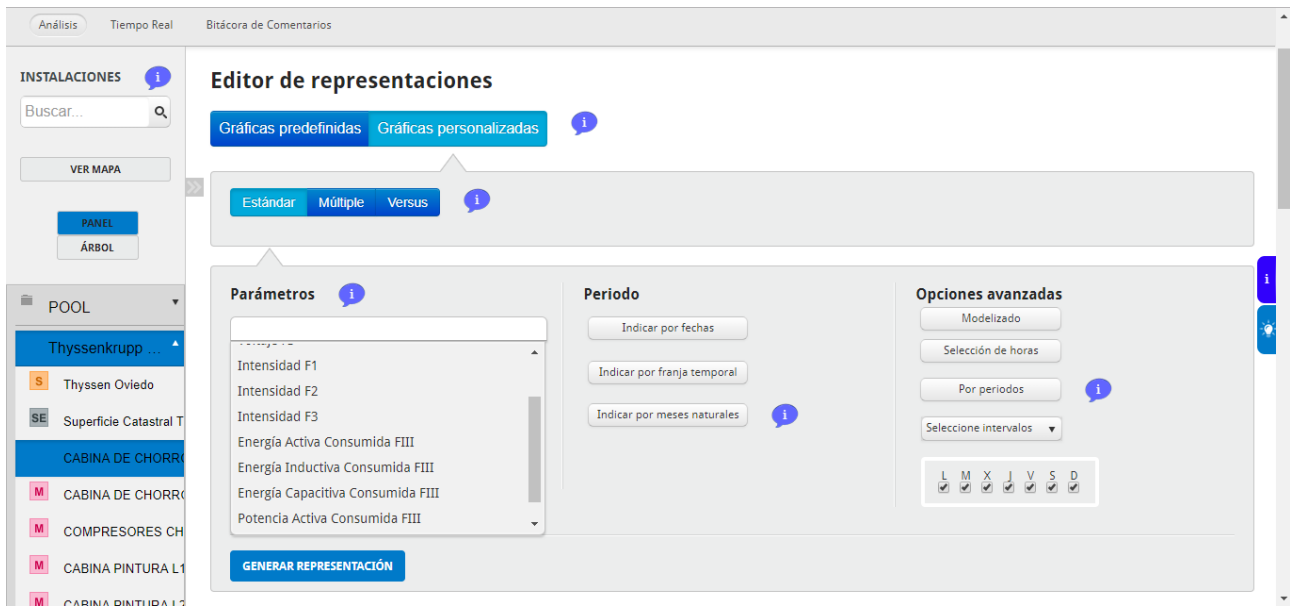 Análisis Tiempo Real Bitácora de Comentarios
INSTALACIONES i
Buscar...
VER MAPA
PANEL
ÁRBOL
POOL
Thyssenkrupp ...
S Thyssen Oviedo
SE Superficie Catastral T
CABINA DE CHORR
M CABINA DE CHORR
M COMPRESORES CH
M CABINA PINTURA L1
M CABINA PINTURA L2
Editor de representaciones
Gráficas predefinidas Gráficas personalizadas i
Estándar Múltiple Versus i
Parámetros i
Intensidad F1
Intensidad F2
Intensidad F3
Energía Activa Consumida FIII
Energía Inductiva Consumida FIII
Energía Capacitiva Consumida FIII
Potencia Activa Consumida FIII
GENERAR REPRESENTACIÓN
Periodo
Indicar por fechas
Indicar por franja temporal
Indicar por meses naturales i
Opciones avanzadas
Modelizado
Selección de horas
Por periodos i
Seleccione intervalos
L M X J V S D
i